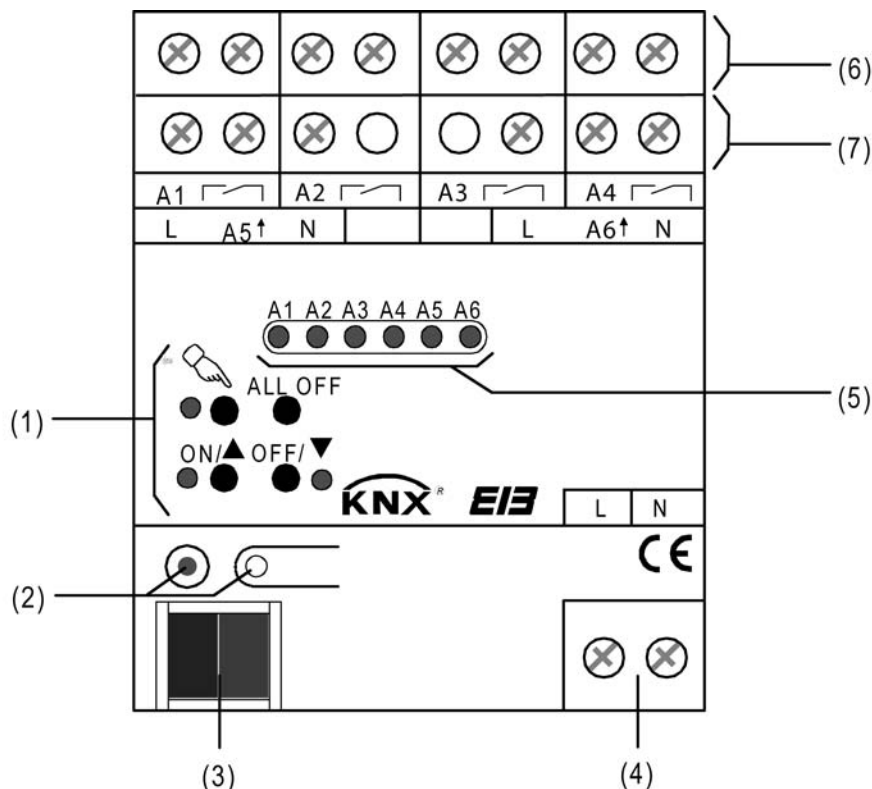 (6)
(7)
A1 A2 A3 A4
L A5↑ N L A6↑ N
A1 A2 A3 A4 A5 A6
(5)
ALL OFF
(1)
ON/▲ OFF/▼
KNX® EIB
L N
CE
(2)
(3) (4)